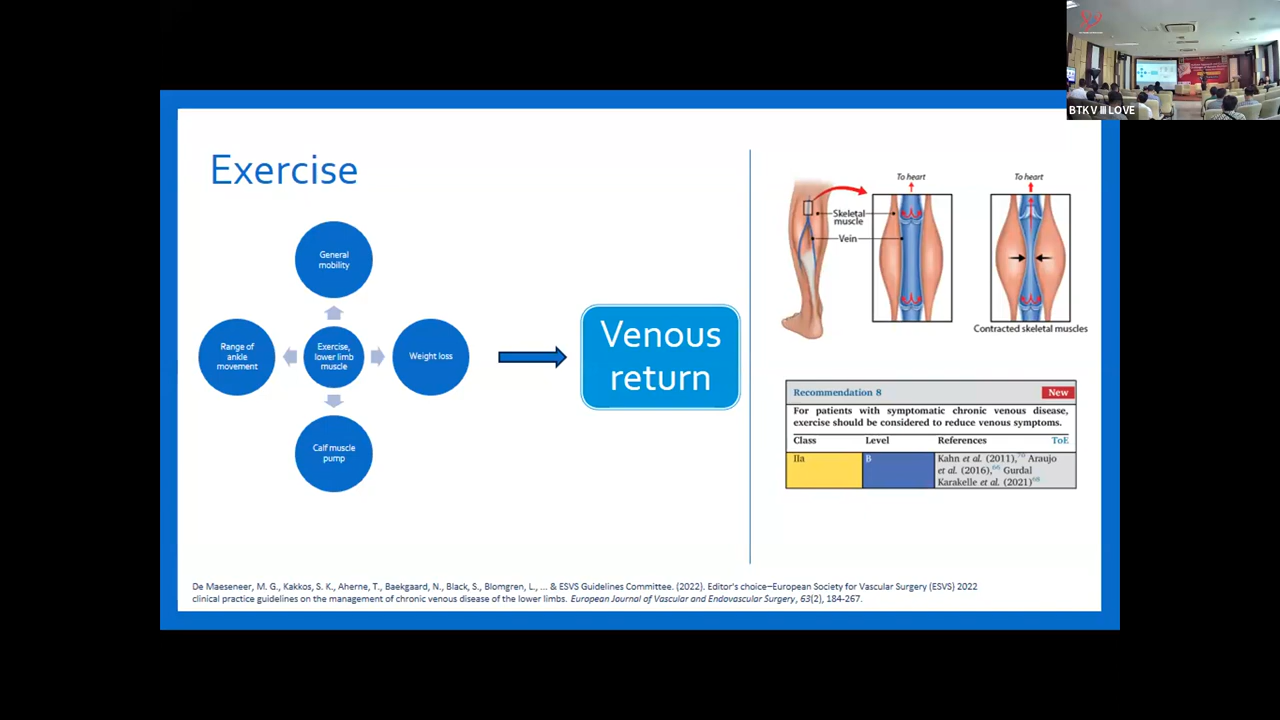 BTKV III LOVE
Exercise
General
mobility
Range of
ankle
movement
Exercise,
lower limb
muscle
Weight loss
Calf muscle
pump
Venous
return
To heart
To heart
Skeletal
muscle
Vein
Contracted skeletal muscles
Recommendation 8
New
For patients with symptomatic chronic venous disease,
exercise should be considered to reduce venous symptoms.
Class Level References ToE
IIa B Kahn et al. (2011),70 Araujo
et al. (2016),66 Gurdal
Karakelle et al. (2021)68
De Maeseneer, M. G., Kakkos, S. K., Aherne, T., Baekgaard, N., Black, S., Blomgren, L., ... & ESVS Guidelines Committee. (2022). Editor's choice–European Society for Vascular Surgery (ESVS) 2022
clinical practice guidelines on the management of chronic venous disease of the lower limbs. European Journal of Vascular and Endovascular Surgery, 63(2), 184-267.